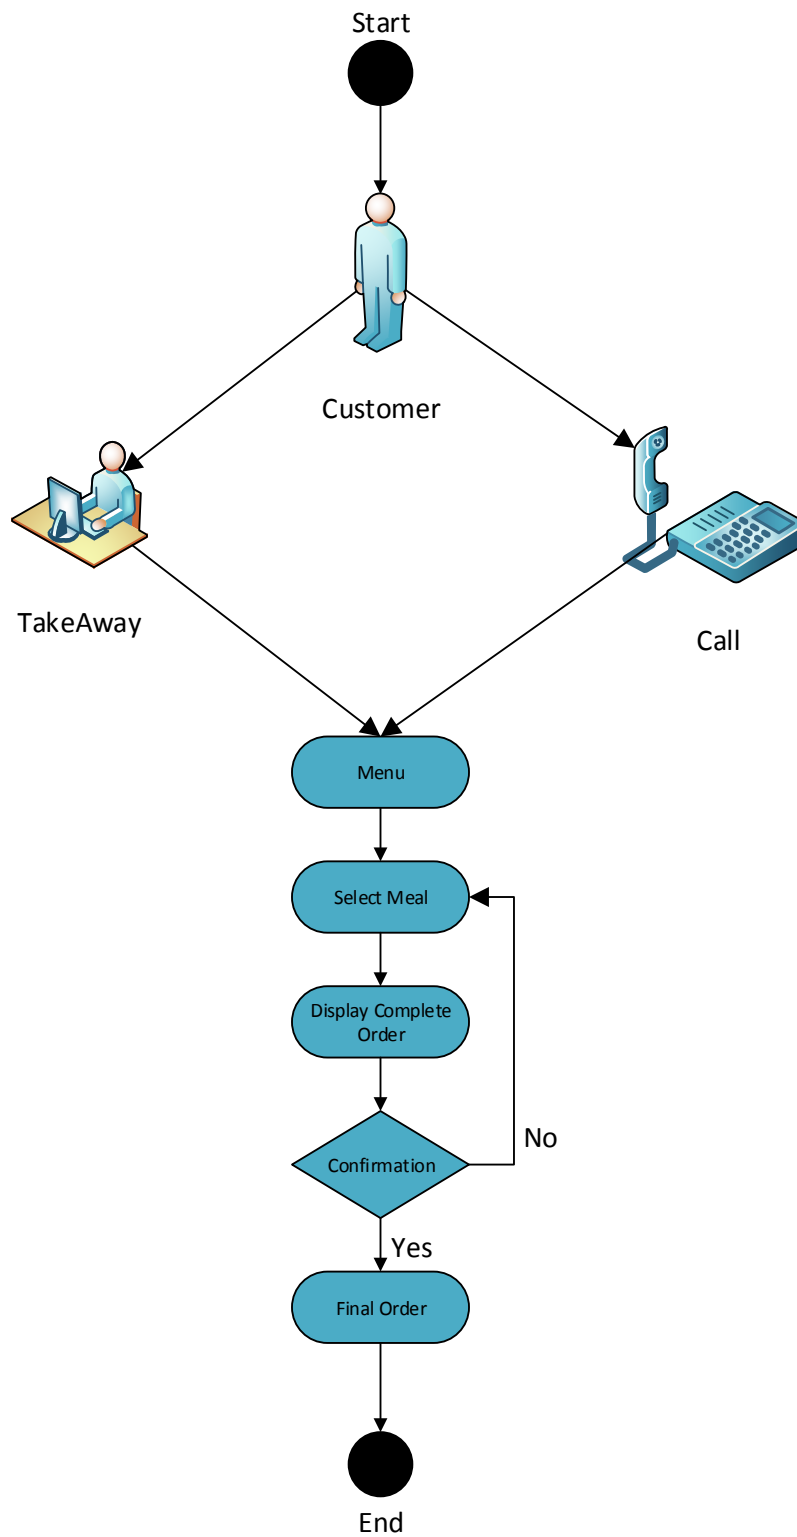 Start
Customer
TakeAway
Call
Menu
Select Meal
Display Complete
Order
Confirmation
No
Yes
Final Order
End